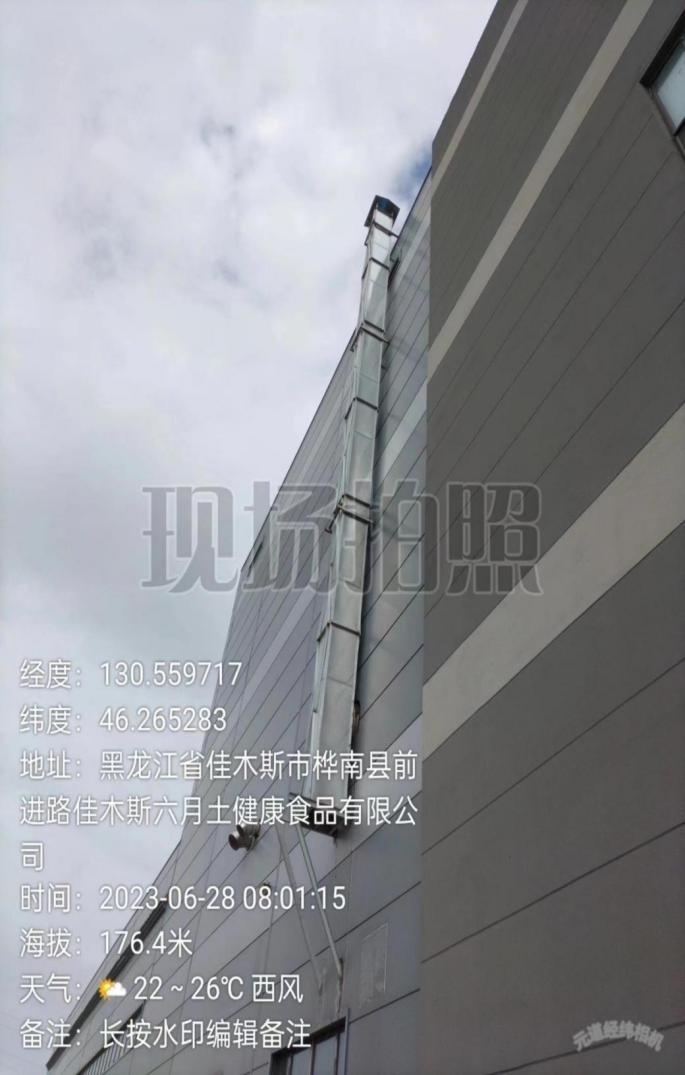 现场拍照
经度：130.559717
纬度：46.265283
地址：黑龙江省佳木斯市桦南县前
进路佳木斯六月土健康食品有限公
司
时间：2023-06-28 08:01:15
海拔：176.4米
天气：22 ~ 26℃ 西风
备注：长按水印编辑备注
元道经纬相机